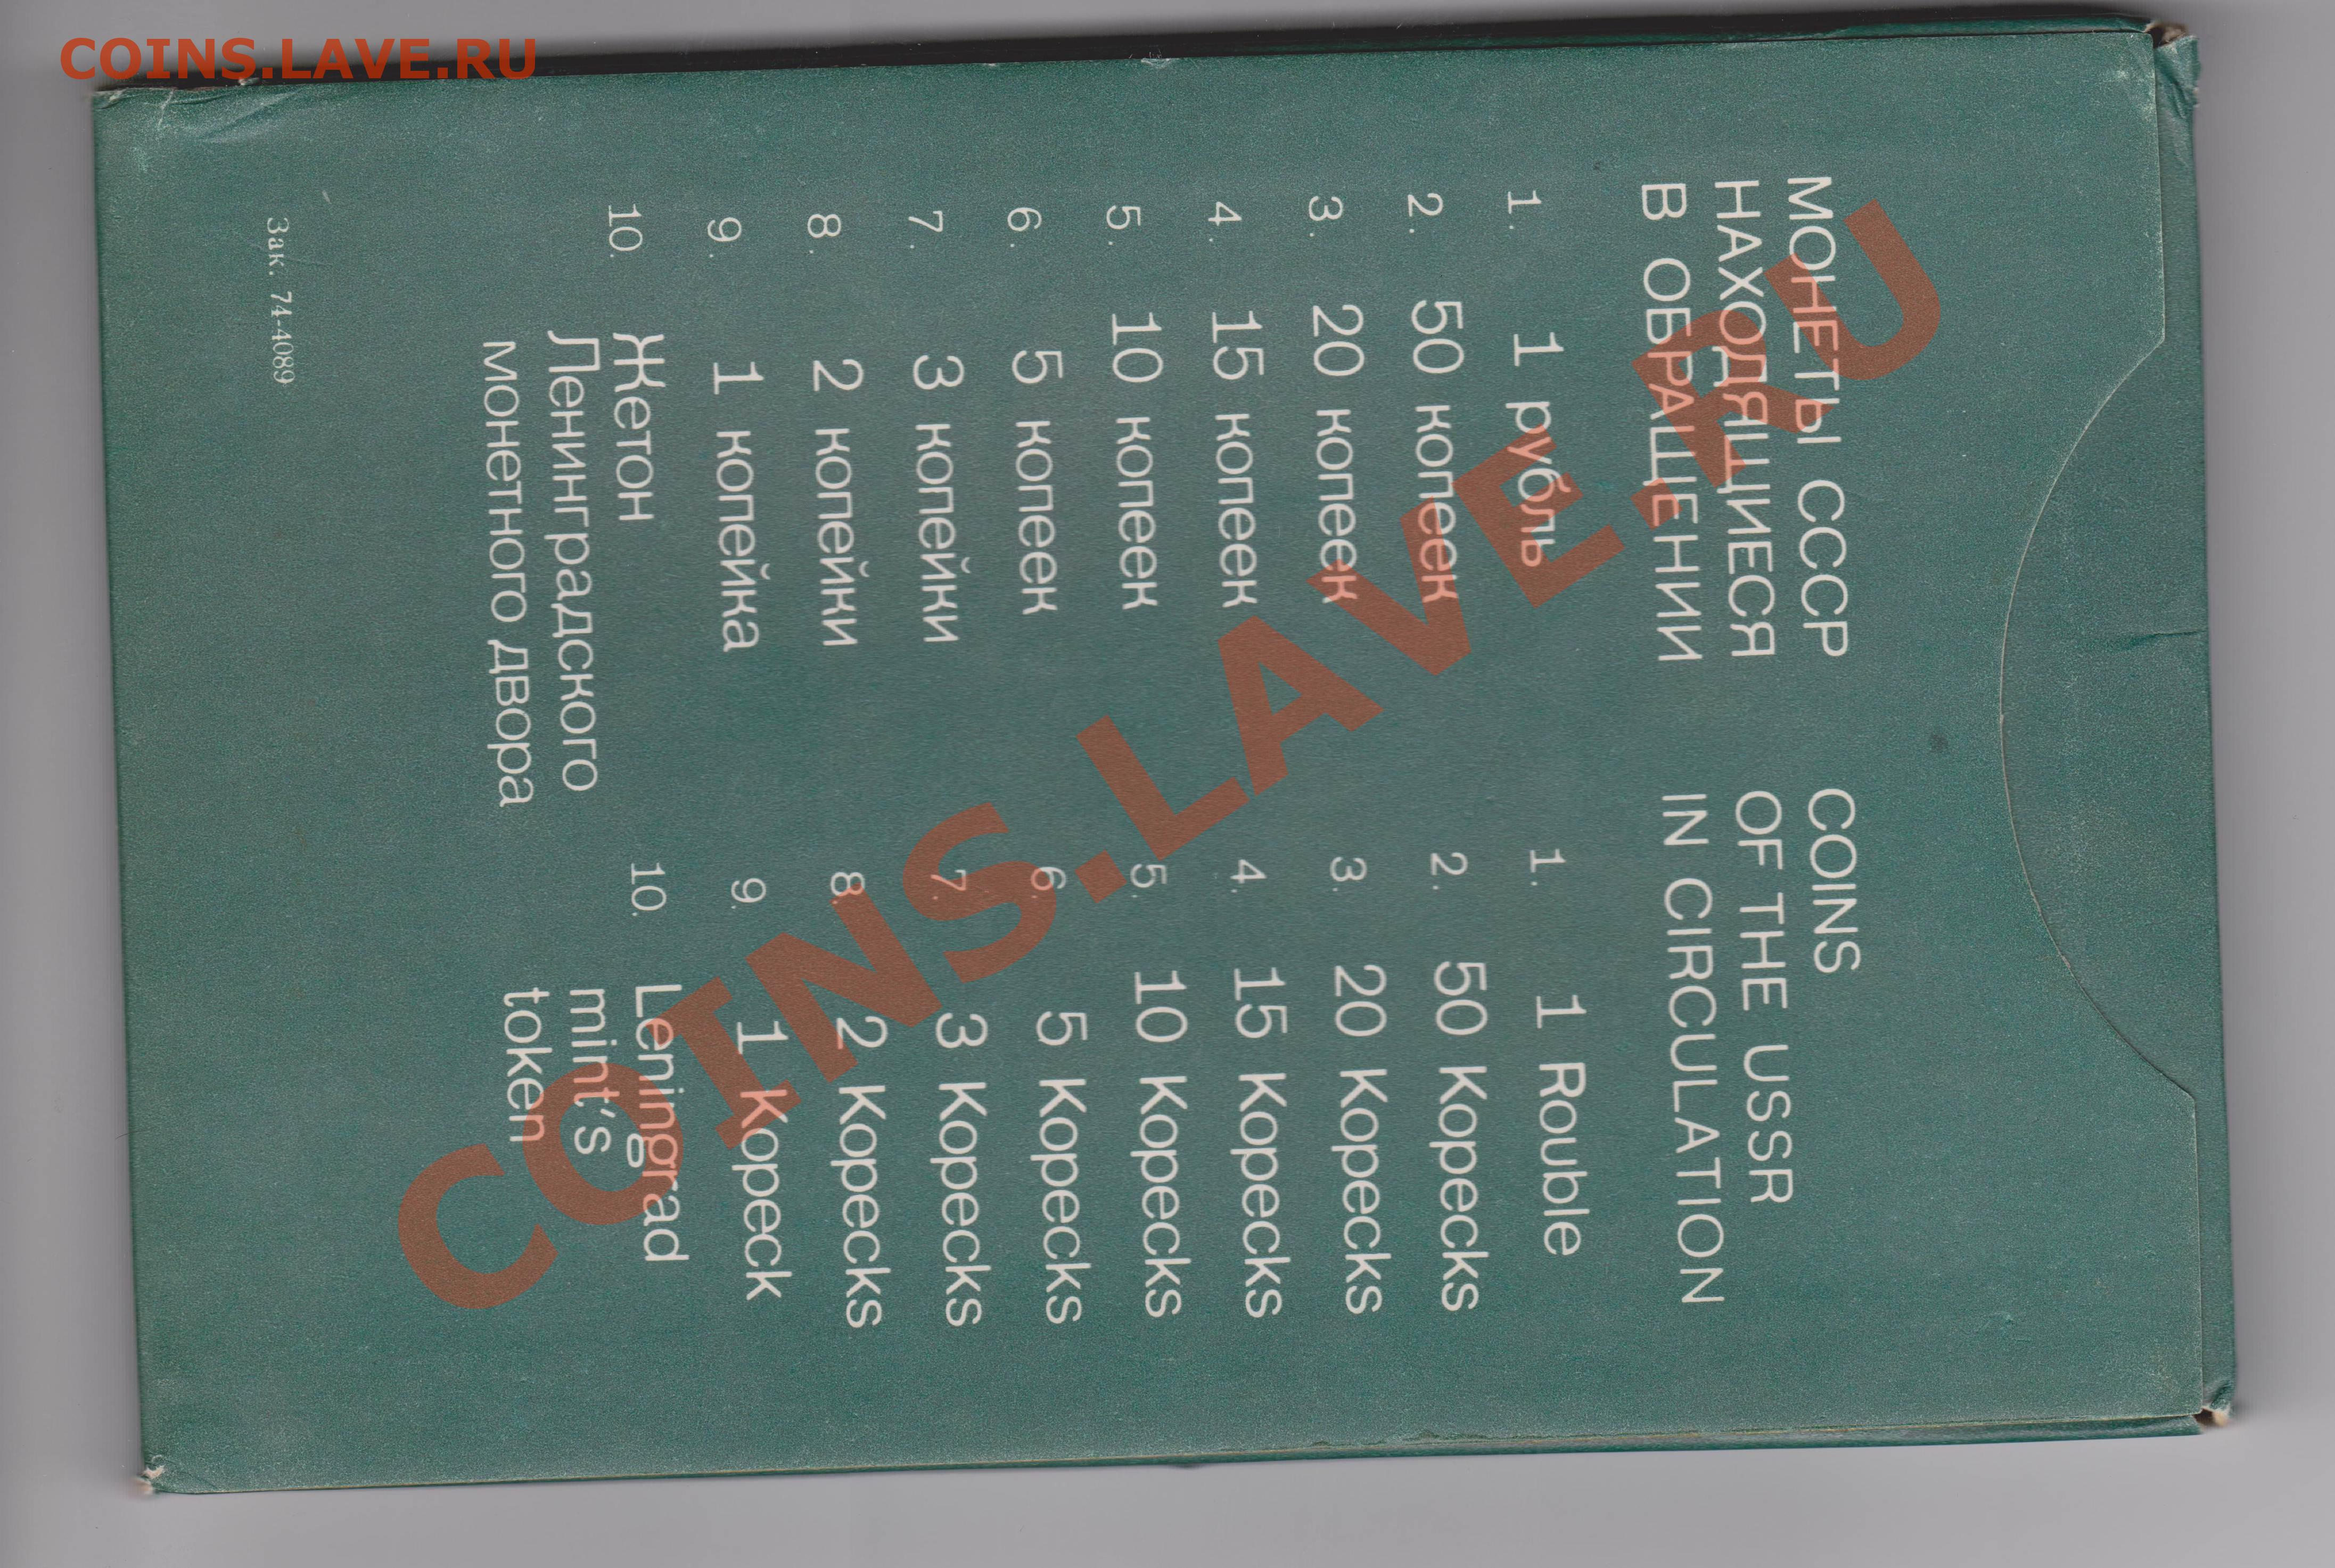 COINS.LAVE.RU
МОНЕТЫ СССР
НАХОДЯЩИЕСЯ
В ОБРАЩЕНИИ
1. 1 рубль
2. 50 копеек
3. 20 копеек
4. 15 копеек
5. 10 копеек
6. 5 копеек
7. 3 копейки
8. 2 копейки
9. 1 копейка
10. Жетон
Ленинградского
монетного двора
COINS
OF THE USSR
IN CIRCULATION
1. 1 Rouble
2. 50 Kopecks
3. 20 Kopecks
4. 15 Kopecks
5. 10 Kopecks
6. 5 Kopecks
7. 3 Kopecks
8. 2 Kopecks
9. 1 Kopeck
10. Leningrad
mint's
token
Зак. 74-4089
COINS.LAVE.RU